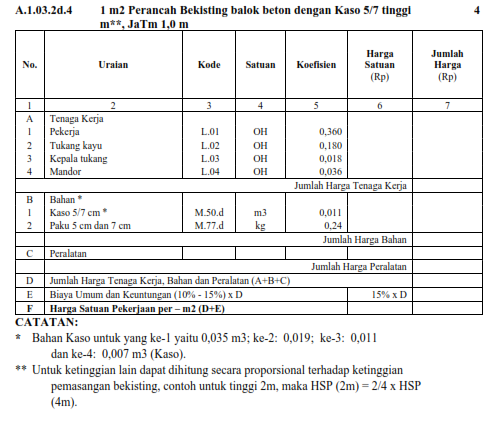 A.1.03.2d.4 1 m2 Perancah Bekisting balok beton dengan Kaso 5/7 tinggi 4
m**, JaTm 1,0 m
No. Uraian Kode Satuan Koefisien Harga Satuan (Rp) Jumlah Harga (Rp)
1 2 3 4 5 6 7
A Tenaga Kerja
1 Pekerja L.01 OH 0,360
2 Tukang kayu L.02 OH 0,180
3 Kepala tukang L.03 OH 0,018
4 Mandor L.04 OH 0,036
Jumlah Harga Tenaga Kerja
B Bahan *
1 Kaso 5/7 cm * M.50.d m3 0,011
2 Paku 5 cm dan 7 cm M.77.d kg 0,24
Jumlah Harga Bahan
C Peralatan
Jumlah Harga Peralatan
D Jumlah Harga Tenaga Kerja, Bahan dan Peralatan (A+B+C)
E Biaya Umum dan Keuntungan (10% - 15%) x D 15% x D
F Harga Satuan Pekerjaan per – m2 (D+E)
CATATAN:
* Bahan Kaso untuk yang ke-1 yaitu 0,035 m3; ke-2: 0,019; ke-3: 0,011
dan ke-4: 0,007 m3 (Kaso).
** Untuk ketinggian lain dapat dihitung secara proporsional terhadap ketinggian
pemasangan bekisting, contoh untuk tinggi 2m, maka HSP (2m) = 2/4 x HSP
(4m).